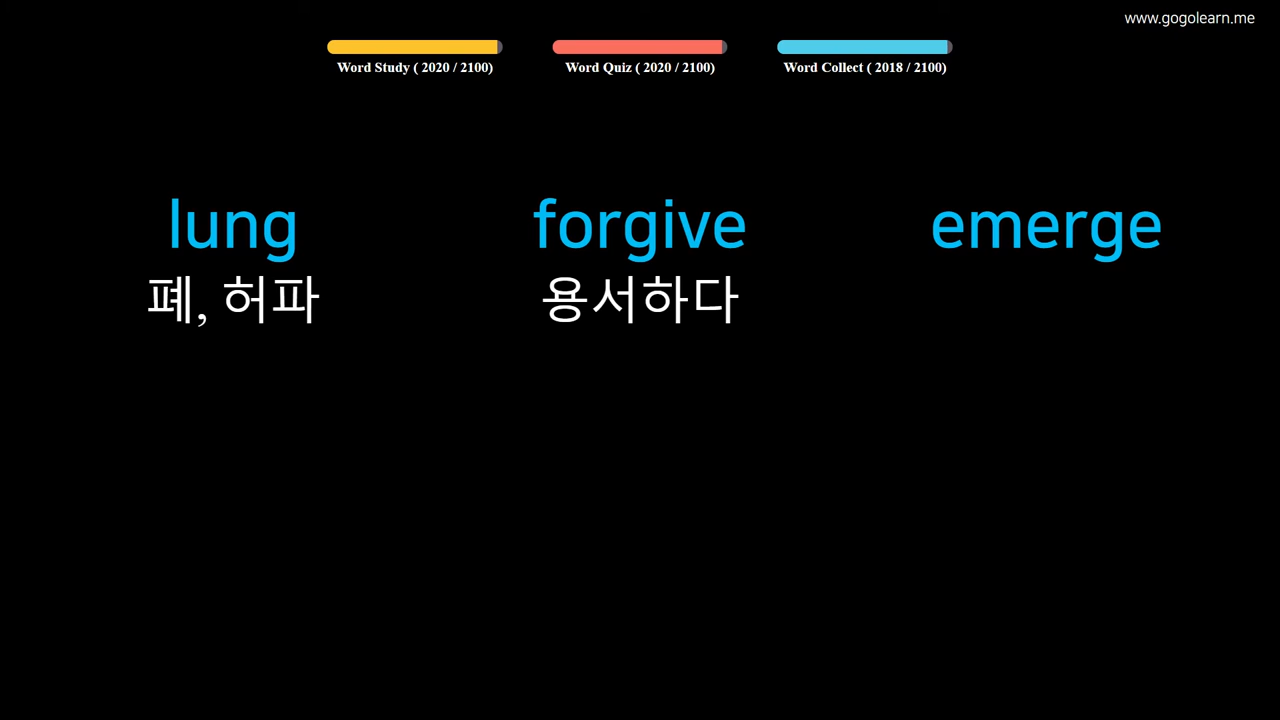 www.gogolearn.me
Word Study ( 2020 / 2100)
Word Quiz ( 2020 / 2100)
Word Collect ( 2018 / 2100)
lung
폐, 허파
forgive
용서하다
emerge